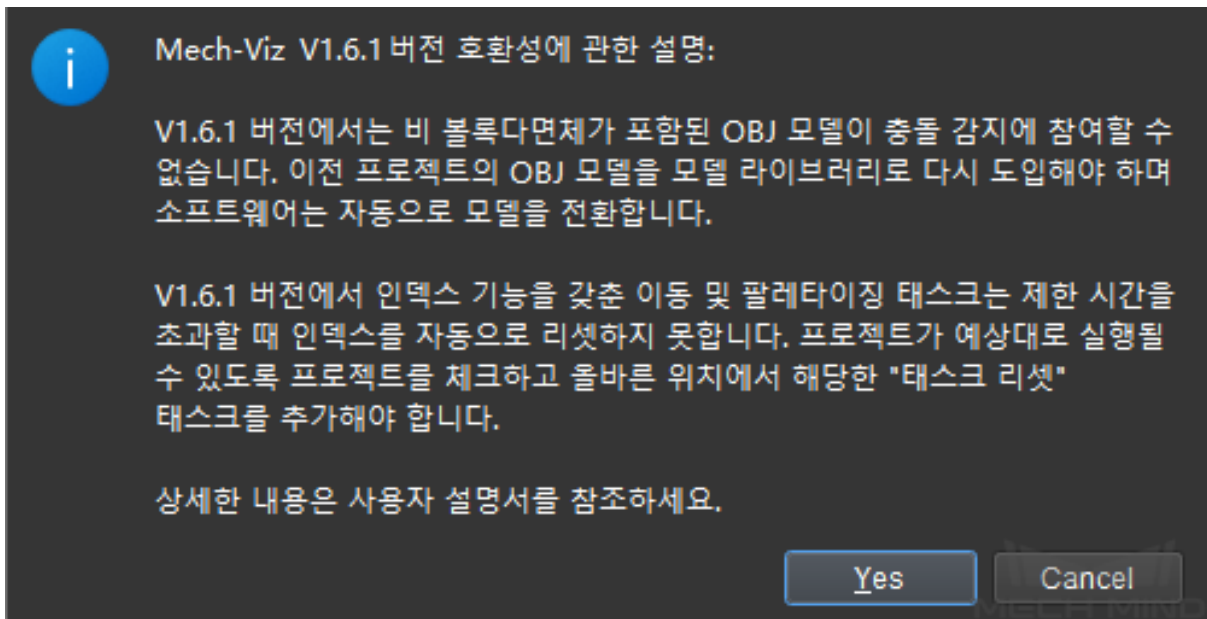 Mech-Viz V1.6.1 버전 호환성에 관한 설명:
V1.6.1 버전에서는 비 볼록다면체가 포함된 OBJ 모델이 충돌 감지에 참여할 수
없습니다. 이전 프로젝트의 OBJ 모델을 모델 라이브러리로 다시 도입해야 하며
소프트웨어는 자동으로 모델을 전환합니다.
V1.6.1 버전에서 인덱스 기능을 갖춘 이동 및 팔레타이징 태스크는 제한 시간을
초과할 때 인덱스를 자동으로 리셋하지 못합니다. 프로젝트가 예상대로 실행될
수 있도록 프로젝트를 체크하고 올바른 위치에서 해당한 "태스크 리셋"
태스크를 추가해야 합니다.
상세한 내용은 사용자 설명서를 참조하세요.
Yes Cancel
MECH MIND